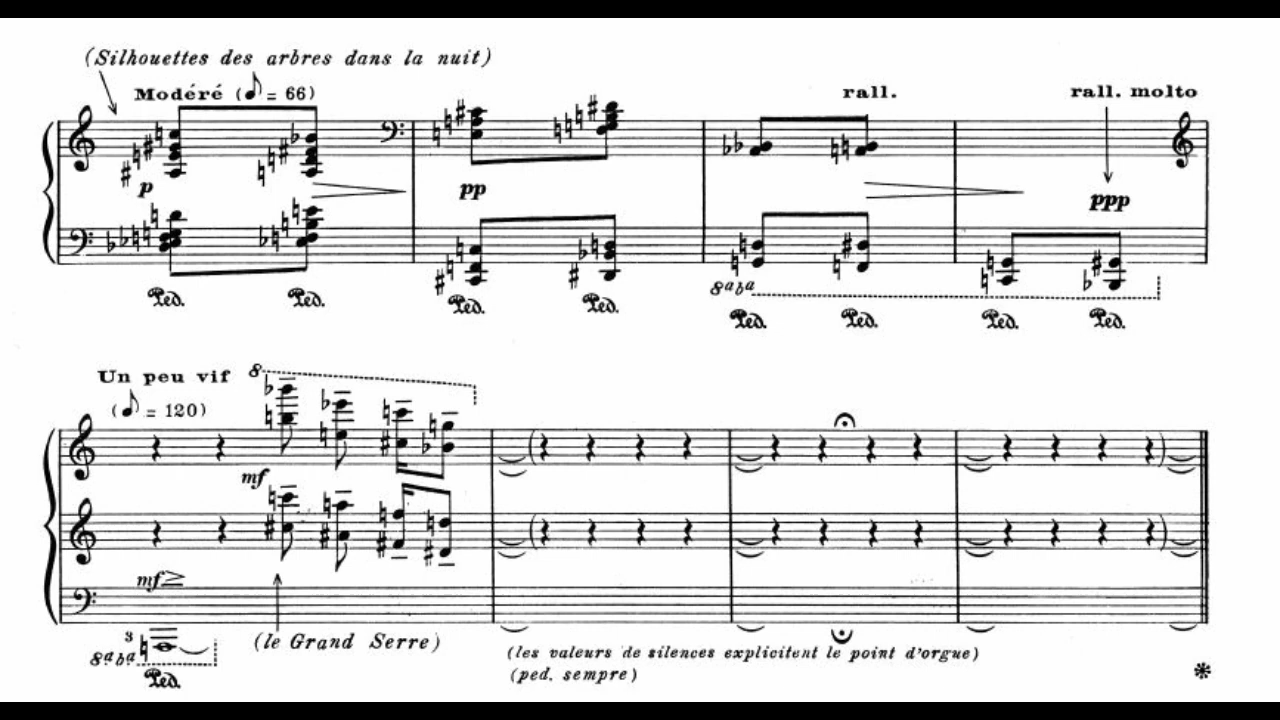 (Silhouettes des arbres dans la nuit)
Modéré (♪ = 66) rall. rall. molto
p pp ppp
Ped. Ped. Ped. Ped. 8a ba Ped. Ped. Ped. Ped.
Un peu vif 8
(♪ = 120)
mf
mf
3
8a ba (le Grand Serre)
Ped.
(les valeurs de silences explicitent le point d'orgue)
(ped. sempre)